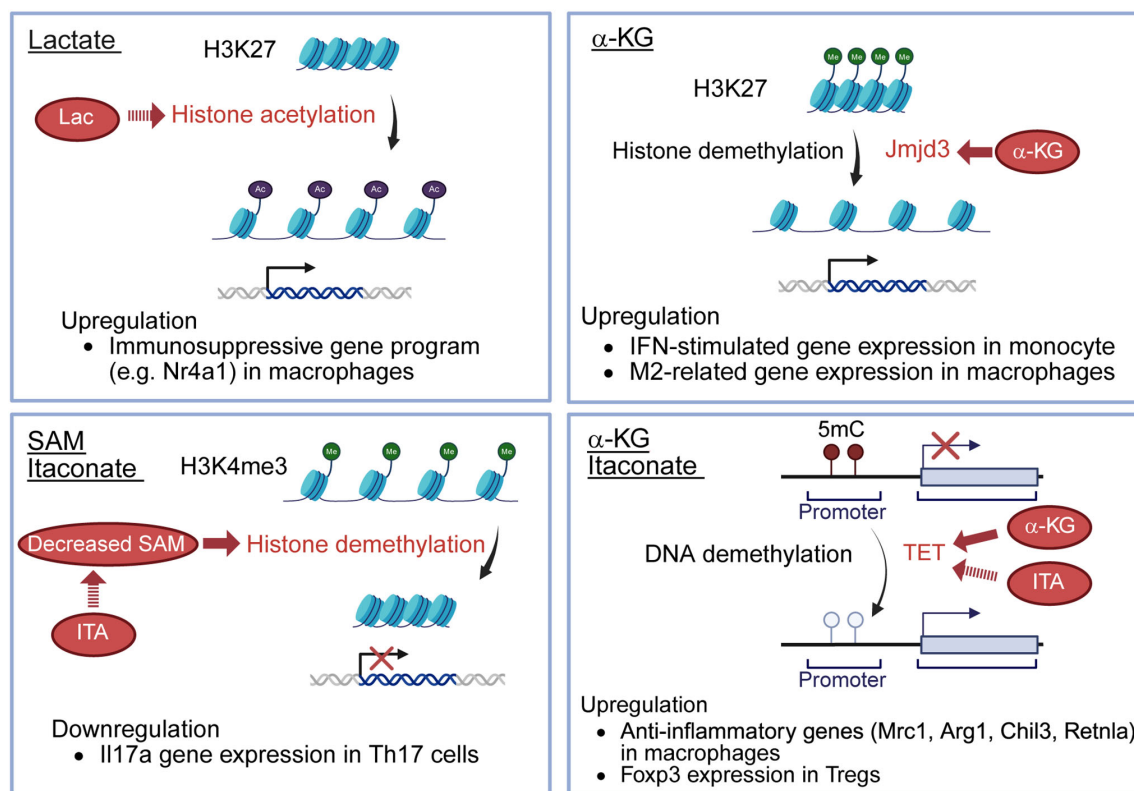 Lactate
H3K27
Lac
Histone acetylation
Ac Ac Ac Ac
Upregulation
• Immunosuppressive gene program
(e.g. Nr4a1) in macrophages
α-KG
Me Me Me Me
H3K27
Histone demethylation
Jmjd3
α-KG
Upregulation
• IFN-stimulated gene expression in monocyte
• M2-related gene expression in macrophages
SAM
Itaconate
H3K4me3
Me Me Me Me
Decreased SAM
Histone demethylation
ITA
Downregulation
• Il17a gene expression in Th17 cells
α-KG
Itaconate
5mC
Promoter
DNA demethylation
TET
α-KG
ITA
Promoter
Upregulation
• Anti-inflammatory genes (Mrc1, Arg1, Chil3, Retnla)
in macrophages
• Foxp3 expression in Tregs